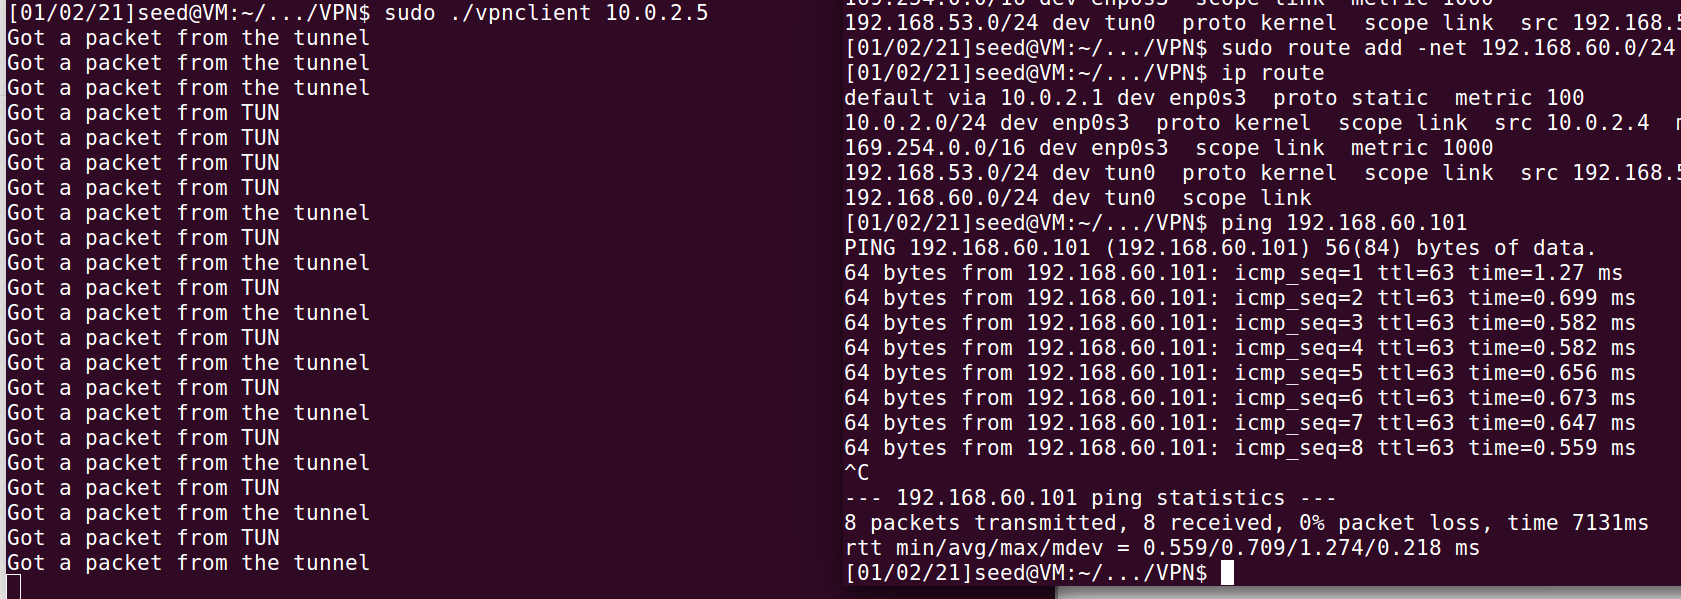 [01/02/21]seed@VM:~/.../VPN$ sudo ./vpnclient 10.0.2.5
Got a packet from the tunnel
Got a packet from the tunnel
Got a packet from the tunnel
Got a packet from TUN
Got a packet from TUN
Got a packet from TUN
Got a packet from TUN
Got a packet from the tunnel
Got a packet from TUN
Got a packet from the tunnel
Got a packet from TUN
Got a packet from the tunnel
Got a packet from TUN
Got a packet from the tunnel
Got a packet from TUN
Got a packet from the tunnel
Got a packet from TUN
Got a packet from the tunnel
Got a packet from TUN
Got a packet from the tunnel
Got a packet from TUN
Got a packet from the tunnel
169.254.0.0/16 dev enp0s3  scope link  metric 1000
192.168.53.0/24 dev tun0  proto kernel  scope link  src 192.168.5
[01/02/21]seed@VM:~/.../VPN$ sudo route add -net 192.168.60.0/24
[01/02/21]seed@VM:~/.../VPN$ ip route
default via 10.0.2.1 dev enp0s3  proto static  metric 100
10.0.2.0/24 dev enp0s3  proto kernel  scope link  src 10.0.2.4
169.254.0.0/16 dev enp0s3  scope link  metric 1000
192.168.53.0/24 dev tun0  proto kernel  scope link  src 192.168.5
192.168.60.0/24 dev tun0  scope link
[01/02/21]seed@VM:~/.../VPN$ ping 192.168.60.101
PING 192.168.60.101 (192.168.60.101) 56(84) bytes of data.
64 bytes from 192.168.60.101: icmp_seq=1 ttl=63 time=1.27 ms
64 bytes from 192.168.60.101: icmp_seq=2 ttl=63 time=0.699 ms
64 bytes from 192.168.60.101: icmp_seq=3 ttl=63 time=0.582 ms
64 bytes from 192.168.60.101: icmp_seq=4 ttl=63 time=0.582 ms
64 bytes from 192.168.60.101: icmp_seq=5 ttl=63 time=0.656 ms
64 bytes from 192.168.60.101: icmp_seq=6 ttl=63 time=0.673 ms
64 bytes from 192.168.60.101: icmp_seq=7 ttl=63 time=0.647 ms
64 bytes from 192.168.60.101: icmp_seq=8 ttl=63 time=0.559 ms
^C
--- 192.168.60.101 ping statistics ---
8 packets transmitted, 8 received, 0% packet loss, time 7131ms
rtt min/avg/max/mdev = 0.559/0.709/1.274/0.218 ms
[01/02/21]seed@VM:~/.../VPN$